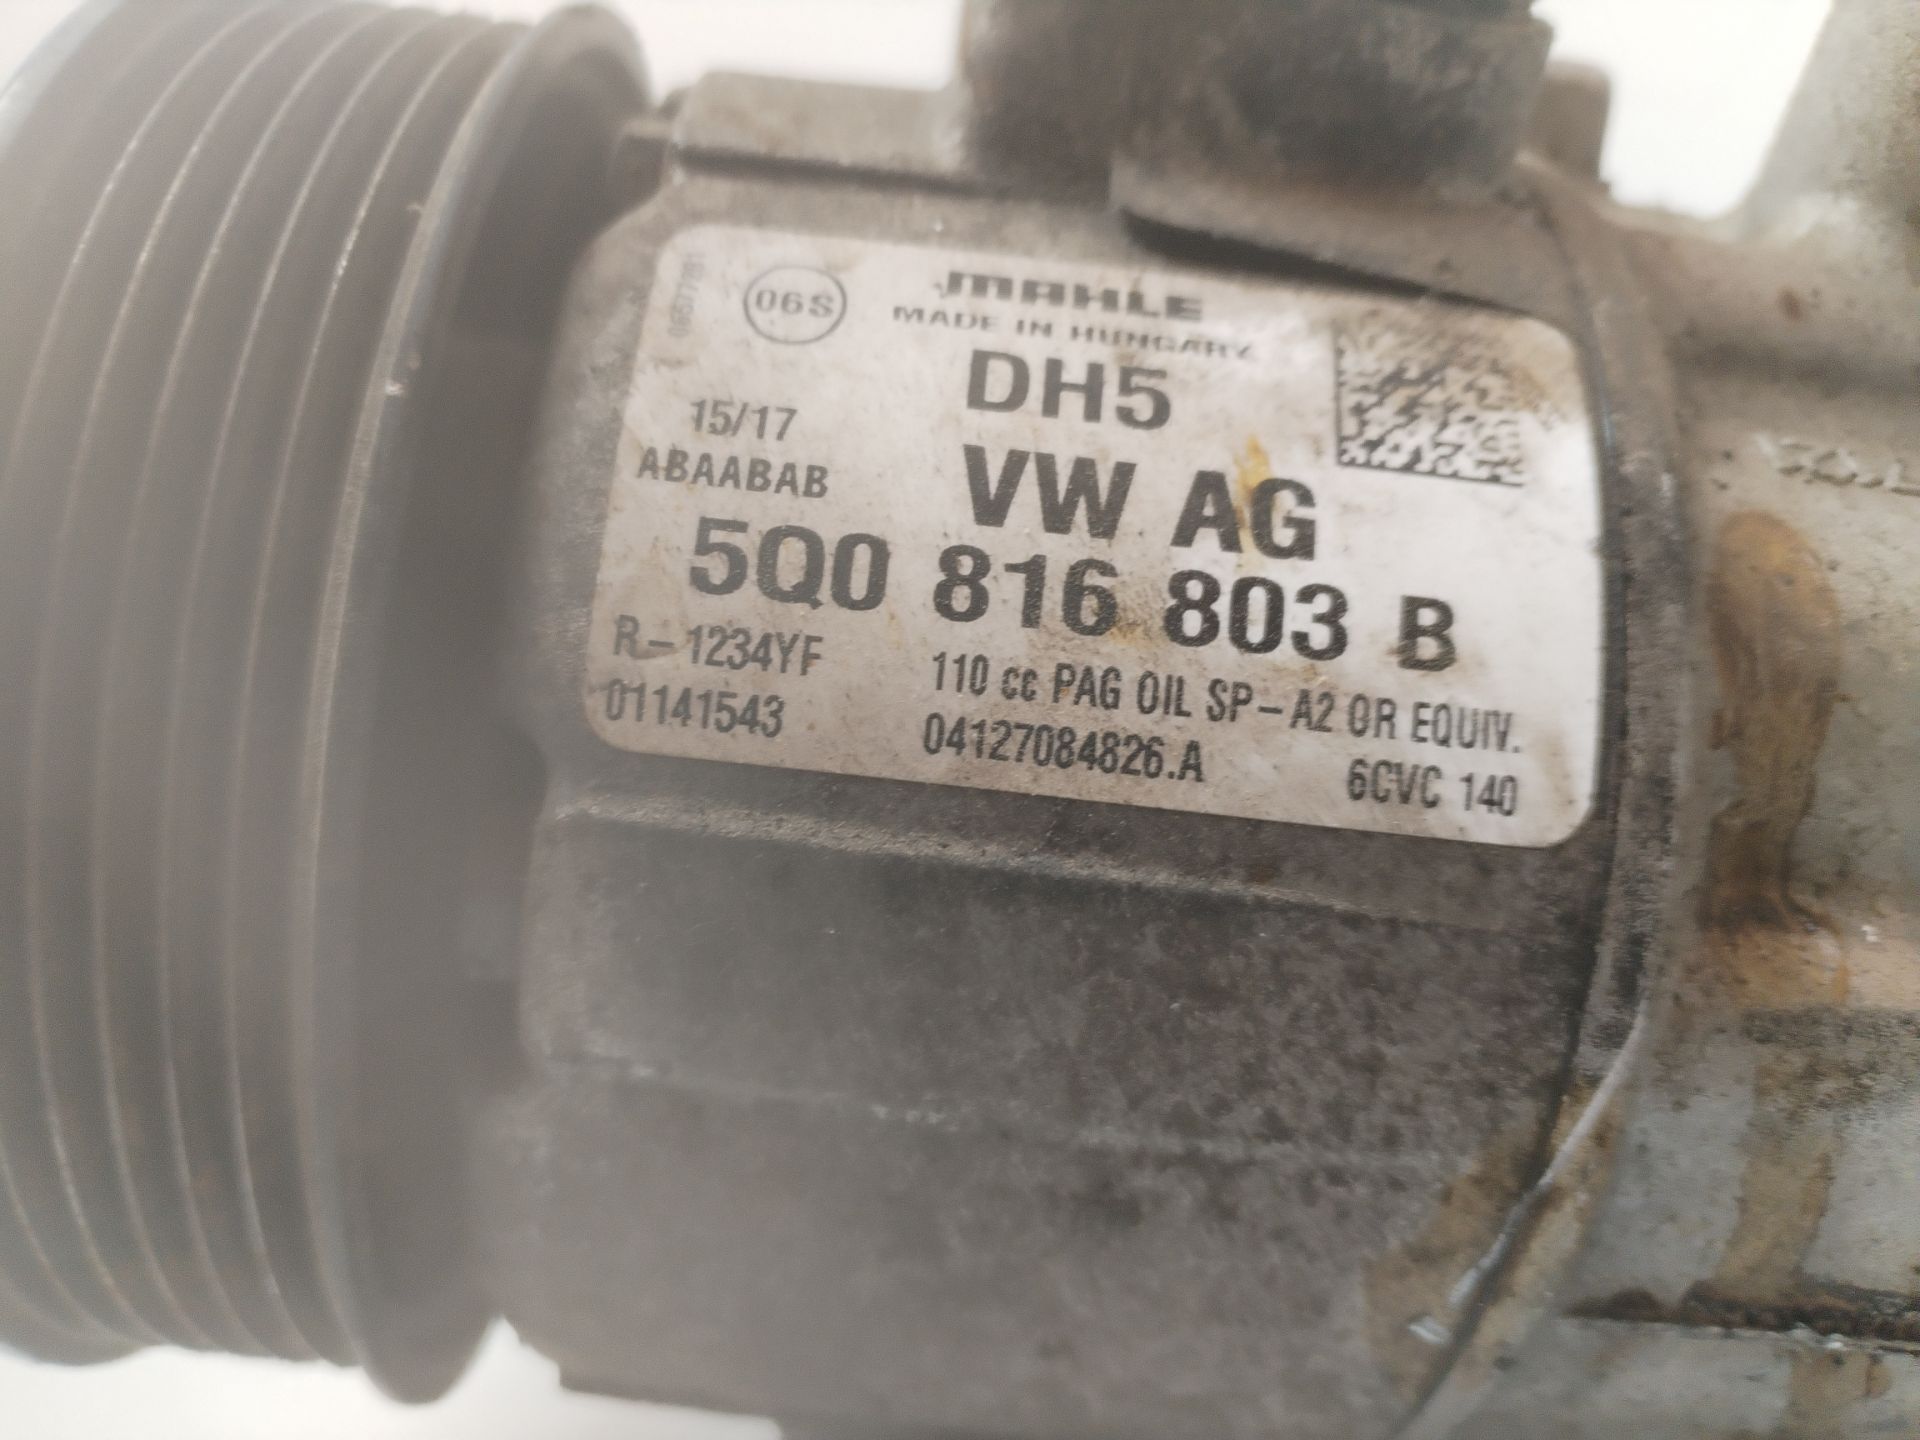 06S
MAHLE
MADE IN HUNGARY
DH5
15/17
ABAABAB
VW AG
5Q0 816 803 B
R-1234YF
110 cc PAG OIL SP-A2 OR EQUIV.
01141543
04127084826.A
6CVC 140